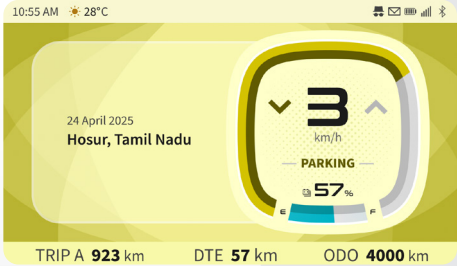 10:55 AM 28°C
24 April 2025
Hosur, Tamil Nadu
3
km/h
PARKING
57%
E F
TRIP A 923 km DTE 57 km ODO 4000 km